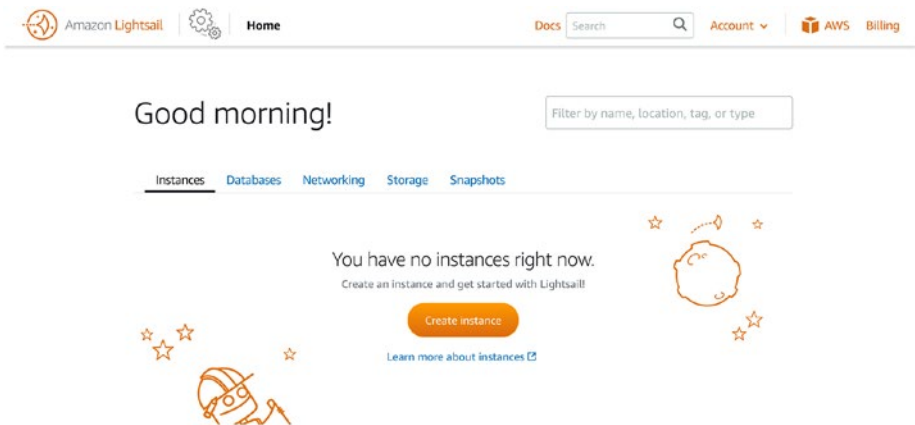 Amazon Lightsail Home Docs Search Account AWS Billing
Good morning!
Filter by name, location, tag, or type
Instances Databases Networking Storage Snapshots
You have no instances right now.
Create an instance and get started with Lightsail!
Create instance
Learn more about instances